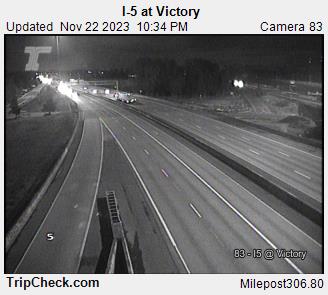 I-5 at Victory
Updated Nov 22 2023 10:34 PM Camera 83
S
83 - I5 @ Victory
TripCheck.com Milepost306.80